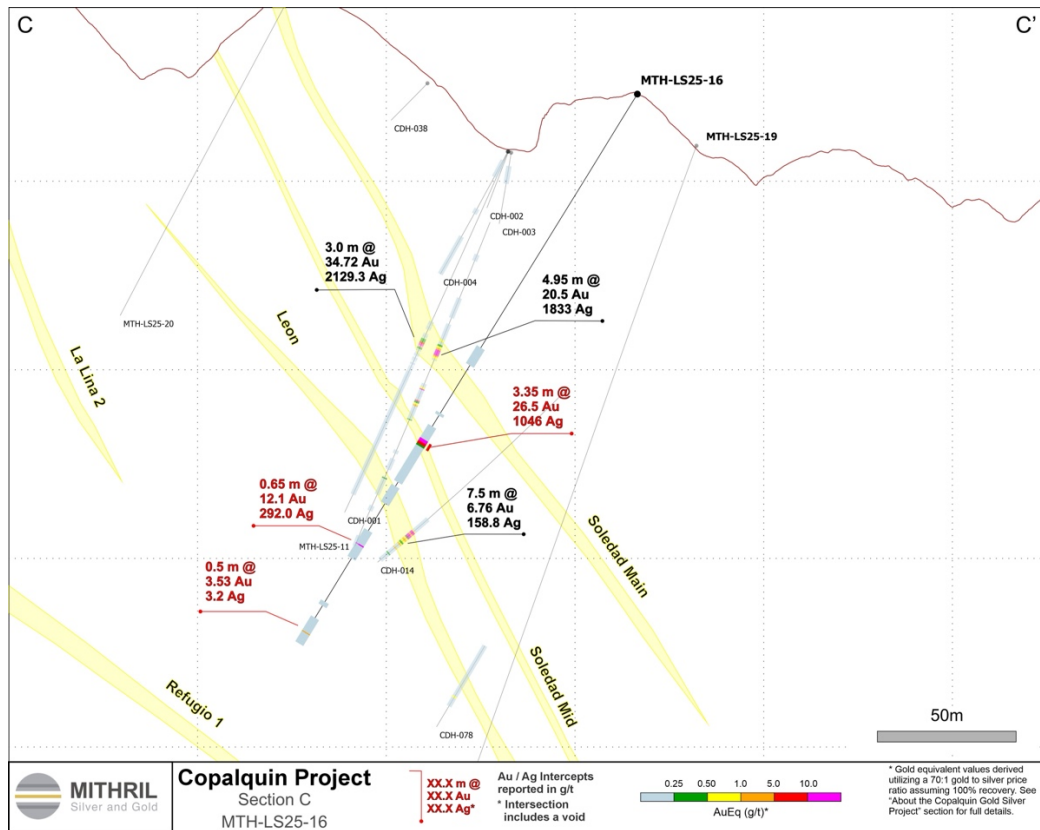 C
C'
MTH-LS25-16
CDH-038
MTH-LS25-19
CDH-002
CDH-003
3.0 m @
34.72 Au
2129.3 Ag
CDH-004
4.95 m @
20.5 Au
1833 Ag
MTH-LS25-20
Leon
La Lina 2
3.35 m @
26.5 Au
1046 Ag
0.65 m @
12.1 Au
292.0 Ag
7.5 m @
6.76 Au
158.8 Ag
CDH-001
MTH-LS25-11
CDH-014
Soledad Main
0.5 m @
3.53 Au
3.2 Ag
Soledad Mid
Refugio 1
CDH-078
50m
MITHRIL
Silver and Gold
Copalquin Project
Section C
MTH-LS25-16
XX.X m @
XX.X Au
XX.X Ag*
Au / Ag Intercepts
reported in g/t
* Intersection
includes a void
0.25 0.50 1.0 5.0 10.0
AuEq (g/t)*
* Gold equivalent values derived
utilizing a 70:1 gold to silver price
ratio assuming 100% recovery. See
"About the Copalquin Gold Silver
Project" section for full details.